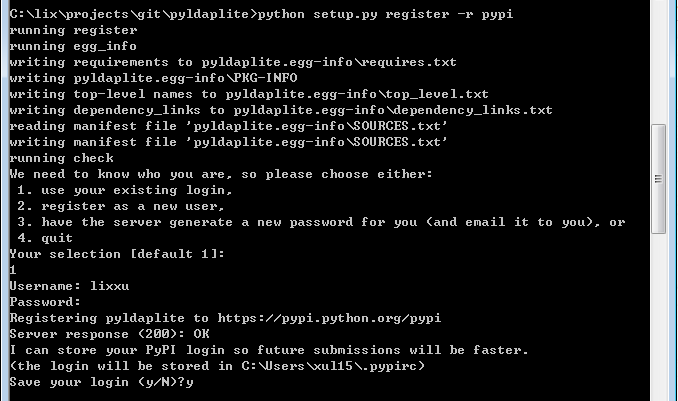 C:\lix\projects\git\pyldaplite>python setup.py register -r pypi
running register
running egg_info
writing requirements to pyldaplite.egg-info\requires.txt
writing pyldaplite.egg-info\PKG-INFO
writing top-level names to pyldaplite.egg-info\top_level.txt
writing dependency_links to pyldaplite.egg-info\dependency_links.txt
reading manifest file 'pyldaplite.egg-info\SOURCES.txt'
writing manifest file 'pyldaplite.egg-info\SOURCES.txt'
running check
We need to know who you are, so please choose either:
 1. use your existing login,
 2. register as a new user,
 3. have the server generate a new password for you (and email it to you), or
 4. quit
Your selection [default 1]:
1
Username: lixxu
Password:
Registering pyldaplite to https://pypi.python.org/pypi
Server response (200): OK
I can store your PyPI login so future submissions will be faster.
(the login will be stored in C:\Users\xul15\.pypirc)
Save your login (y/N)?y